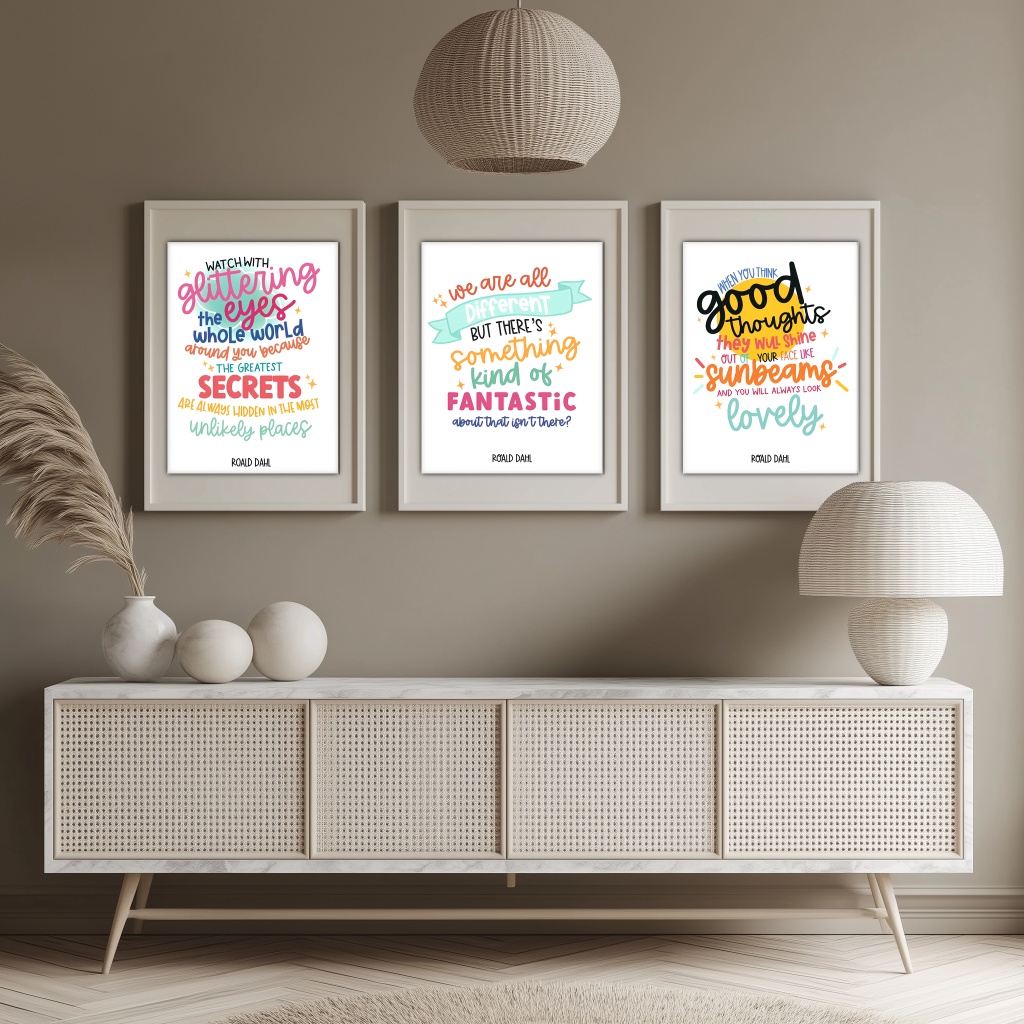 WATCH WITH
glittering
eyes
the
whole world
around you because
THE GREATEST
SECRETS
ARE ALWAYS HIDDEN IN THE MOST
unlikely places
ROALD DAHL
we are all
Different
BUT THERE'S
something
kind of
FANTASTIC
about that isn't there?
ROALD DAHL
WHEN YOU THINK
good
thoughts
they will shine
OUT OF YOUR FACE LIKE
sunbeams
AND YOU WILL ALWAYS LOOK
lovely
ROALD DAHL